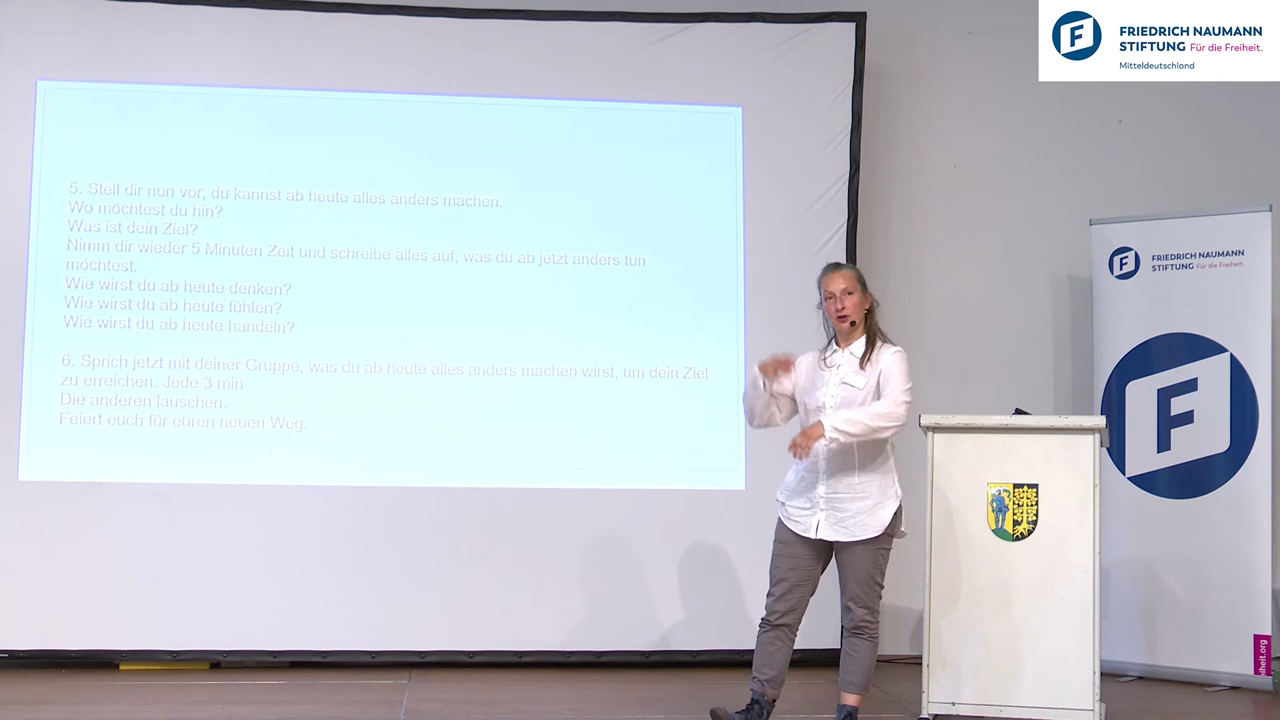 FRIEDRICH NAUMANN
STIFTUNG Für die Freiheit.
Mitteldeutschland
5. Stell dir nun vor, du kannst ab heute alles anders machen.
Wo möchtest du hin?
Was ist dein Ziel?
Nimm dir wieder 5 Minuten Zeit und schreibe alles auf, was du ab jetzt anders tun
möchtest.
Wie wirst du ab heute denken?
Wie wirst du ab heute fühlen?
Wie wirst du ab heute handeln?
6. Sprich jetzt mit deiner Gruppe, was du ab heute alles anders machen wirst, um dein Ziel
zu erreichen. Jede 3 min
Die anderen lauschen.
Feiert euch für euren neuen Weg.
FRIEDRICH NAUMANN
STIFTUNG Für die Freiheit.
F